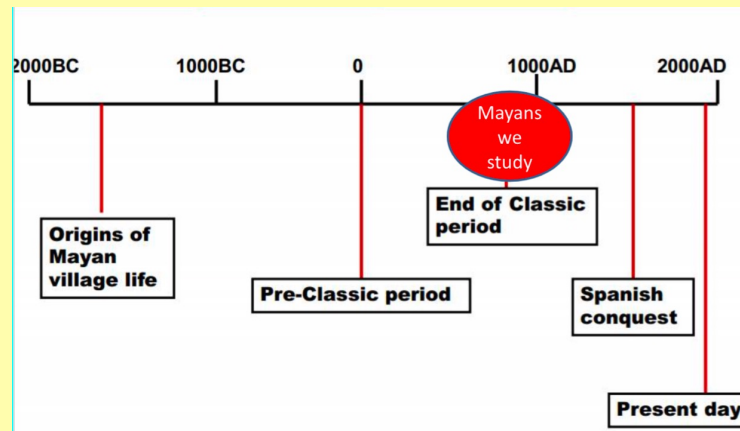 2000BC 1000BC 0 1000AD 2000AD
Mayans
we
study
End of Classic
period
Origins of
Mayan
village life
Pre-Classic period
Spanish
conquest
Present day